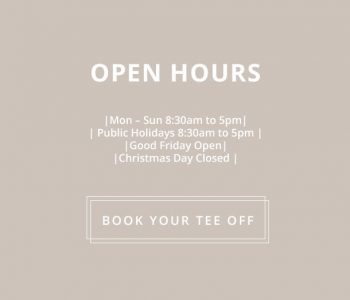 OPEN HOURS
|Mon – Sun 8:30am to 5pm|
| Public Holidays 8:30am to 5pm |
|Good Friday Open|
|Christmas Day Closed |
BOOK YOUR TEE OFF